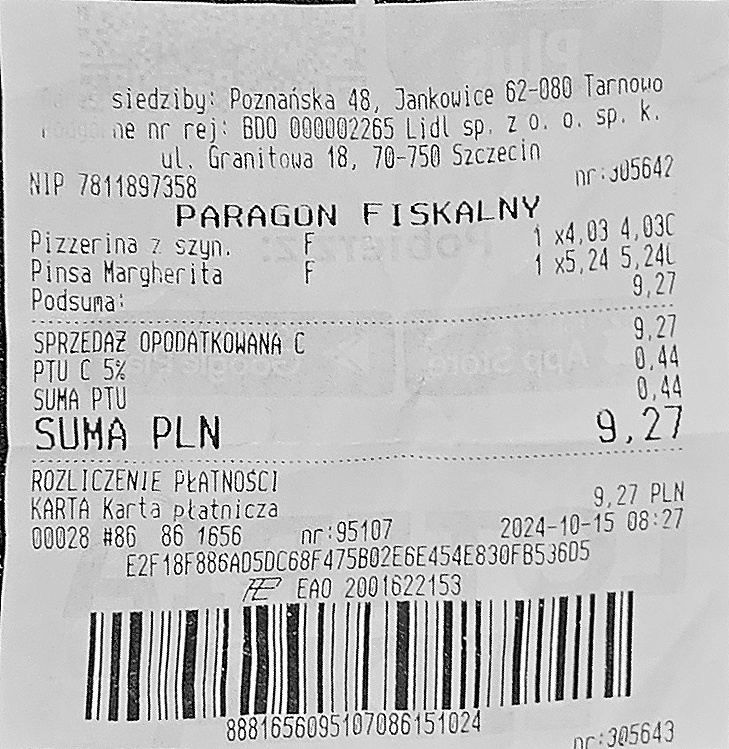 siedziby: Poznańska 48, Jankowice 62-080 Tarnowo
ne nr rej: BDO 000002265 Lidl sp. z o. o. sp. k.
ul. Granitowa 18, 70-750 Szczecin
NIP 7811897358 nr:305642
PARAGON FISKALNY
Pizzerina z szyn. F 1 x4,03 4,03C
Pinsa Margherita F 1 x5,24 5,24C
Podsuma: 9,27
SPRZEDAŻ OPODATKOWANA C 9,27
PTU C 5% 0,44
SUMA PTU 0,44
SUMA PLN 9,27
ROZLICZENIE PŁATNOŚCI
KARTA Karta płatnicza 9,27 PLN
00028 #86 86 1656 nr:95107 2024-10-15 08:27
E2F18F886AD5DC68F475B02E6E454E830FB536D5
EAO 2001622153
8881656095107086151024
nr:305643